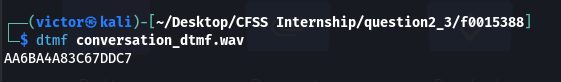 ┌──(victor㉿kali)-[~/Desktop/CFSS Internship/question2_3/f0015388]
└─$ dtmf conversation_dtmf.wav
AA6BA4A83C67DDC7